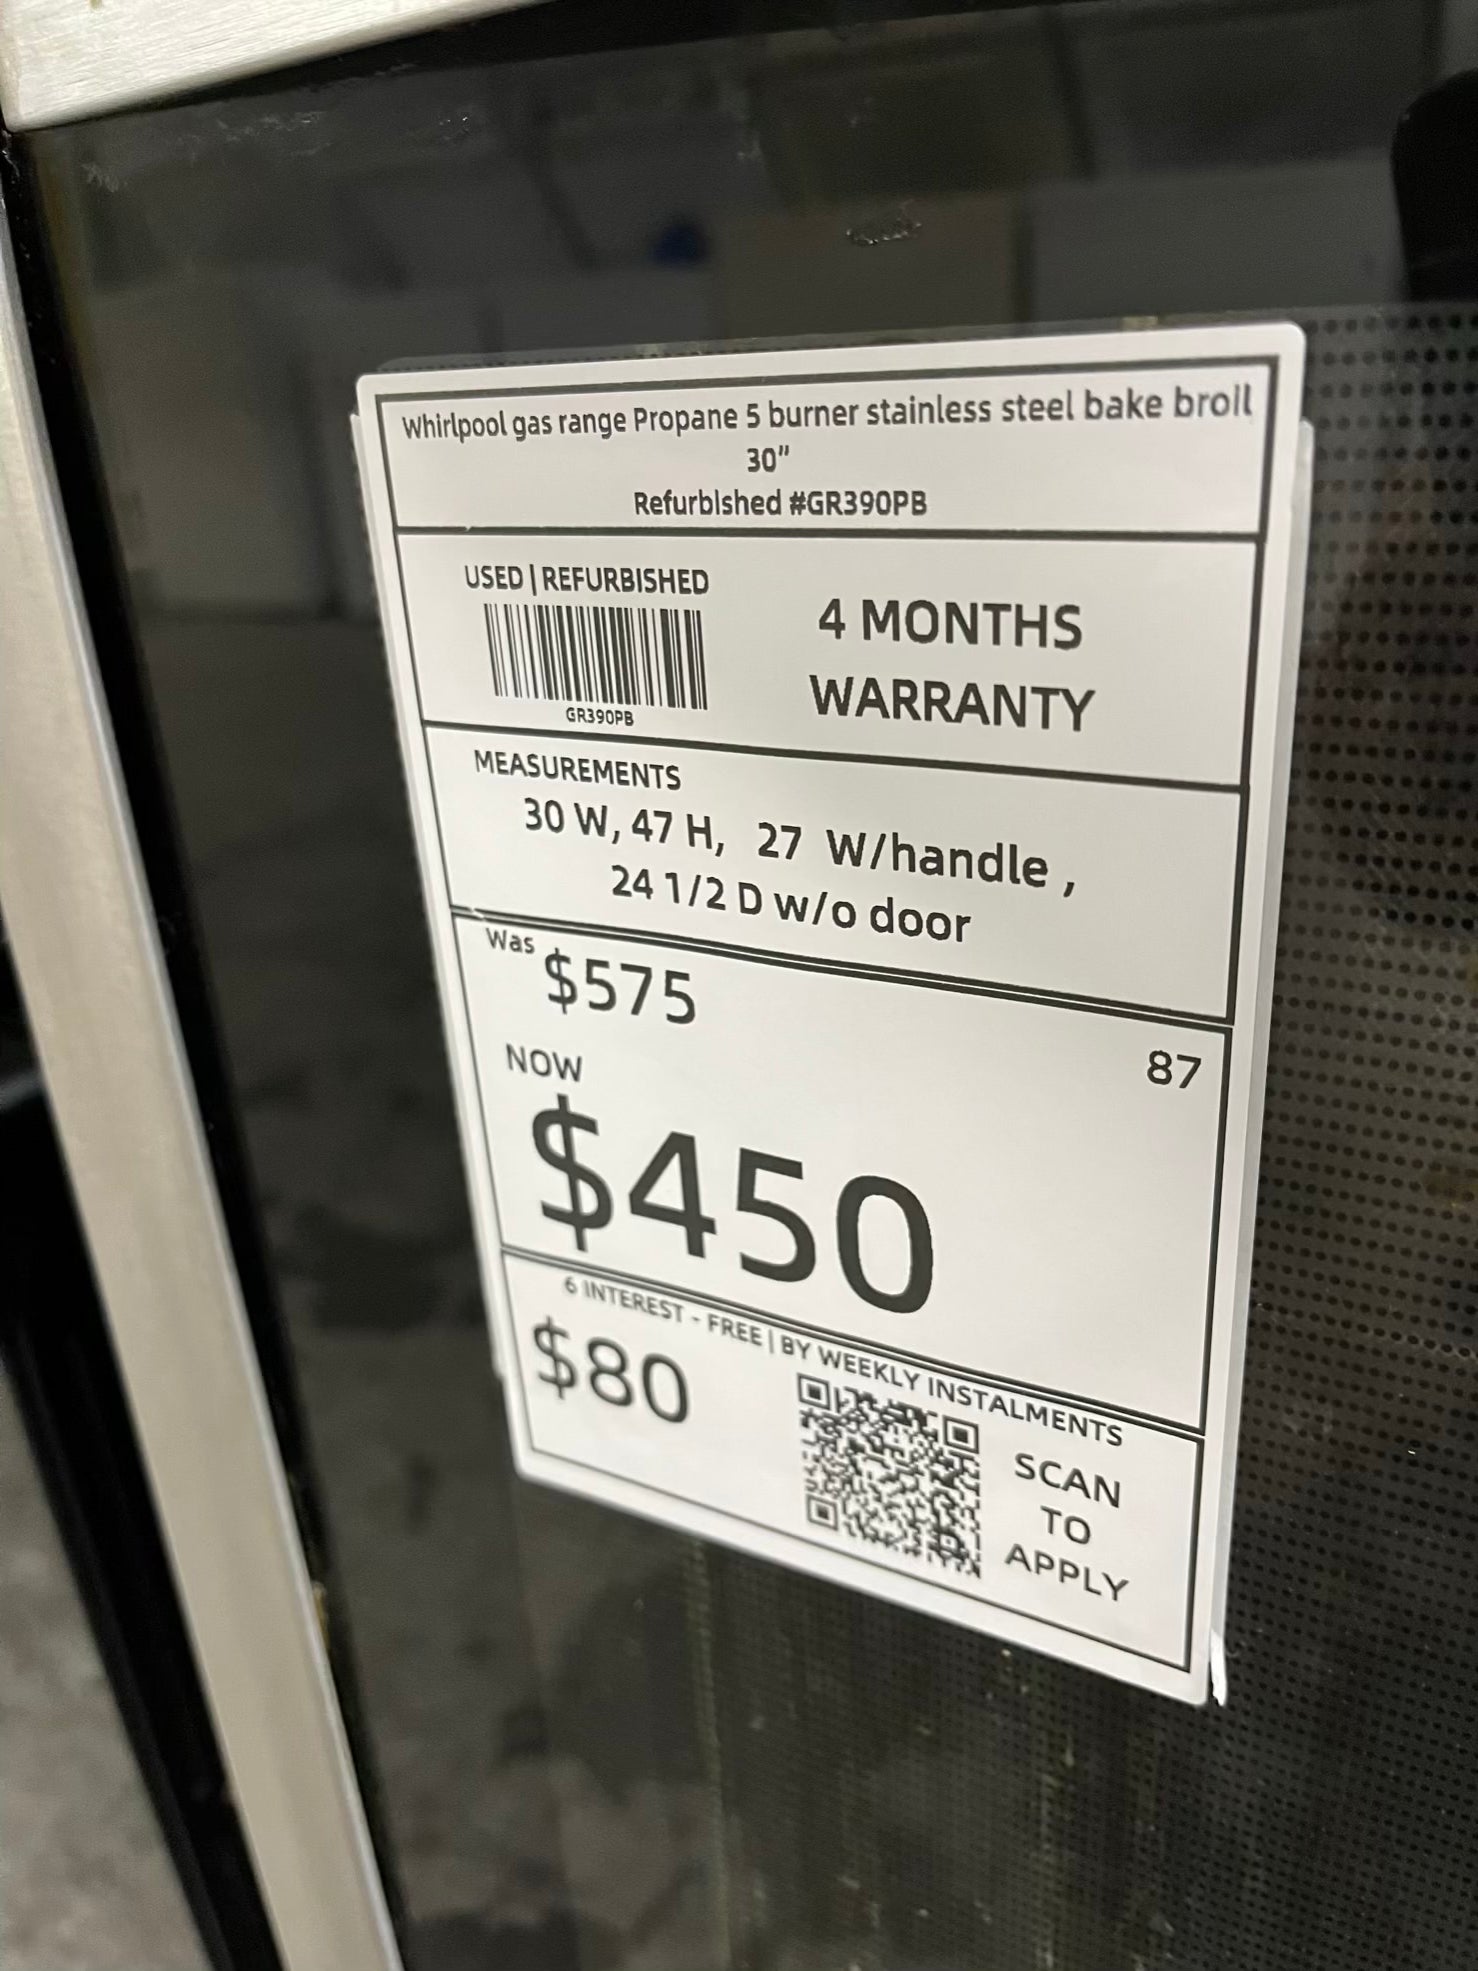 Whirlpool gas range Propane 5 burner stainless steel bake broil
30"
Refurblshed #GR390PB
USED | REFURBISHED
GR390PB
4 MONTHS
WARRANTY
MEASUREMENTS
30 W, 47 H, 27 W/handle ,
24 1/2 D w/o door
Was $575
87
NOW
$450
6 INTEREST - FREE | BY WEEKLY INSTALMENTS
$80
SCAN
TO
APPLY